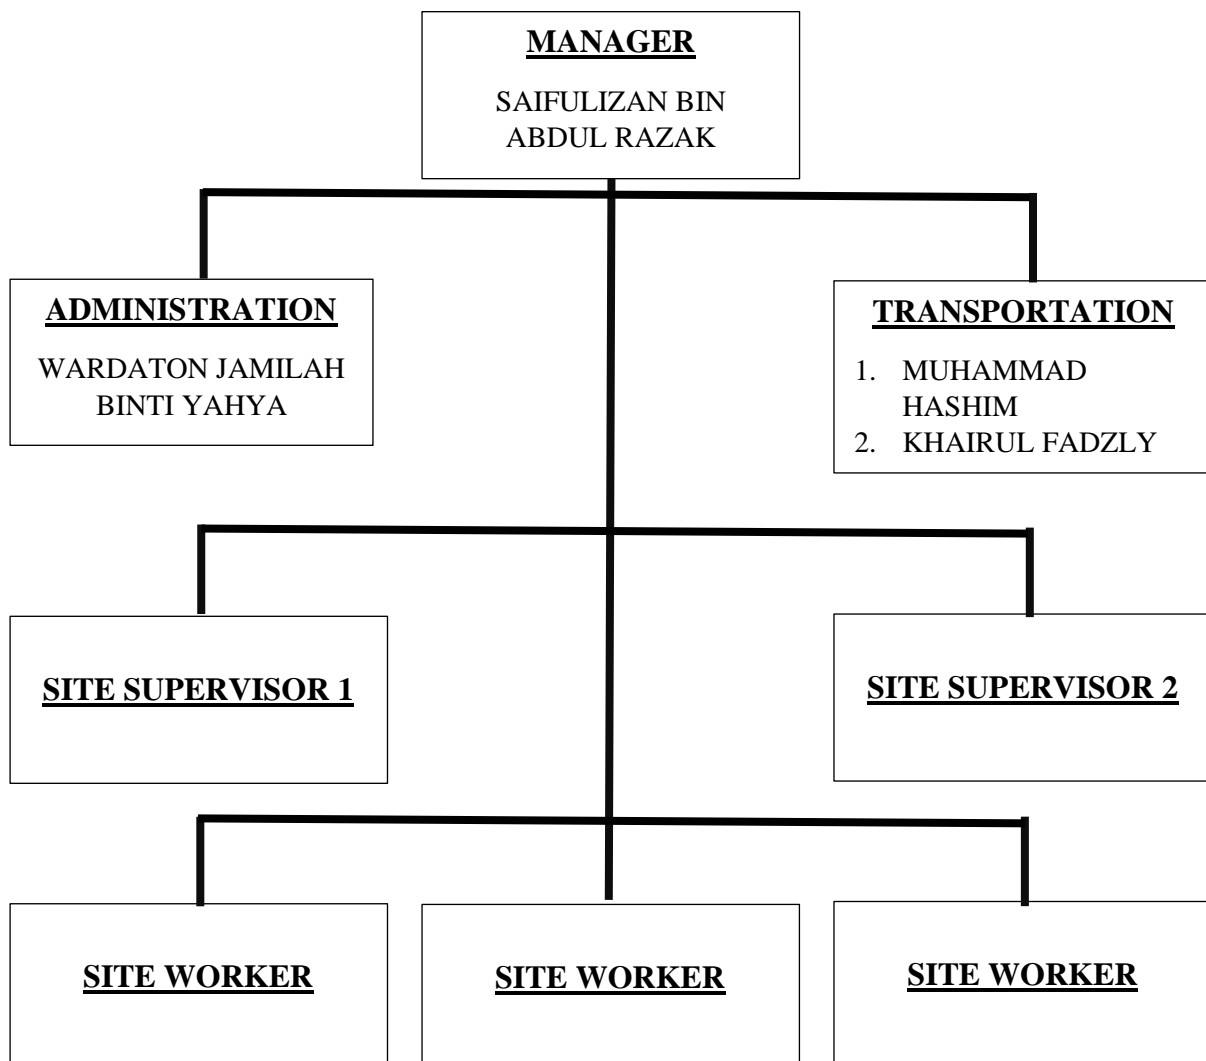 MANAGER
SAIFULIZAN BIN
ABDUL RAZAK
ADMINISTRATION
WARDATON JAMILAH
BINTI YAHYA
TRANSPORTATION
1. MUHAMMAD
HASHIM
2. KHAIRUL FADZLY
SITE SUPERVISOR 1
SITE SUPERVISOR 2
SITE WORKER
SITE WORKER
SITE WORKER